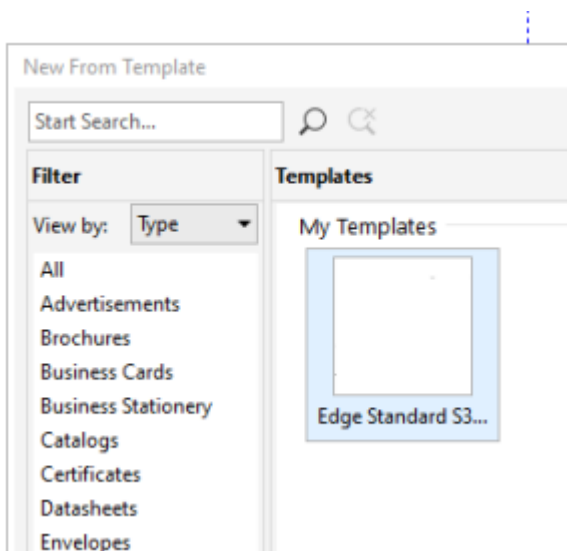 New From Template
Start Search...
Filter
View by: Type
All
Advertisements
Brochures
Business Cards
Business Stationery
Catalogs
Certificates
Datasheets
Envelopes
Templates
My Templates
Edge Standard S3...